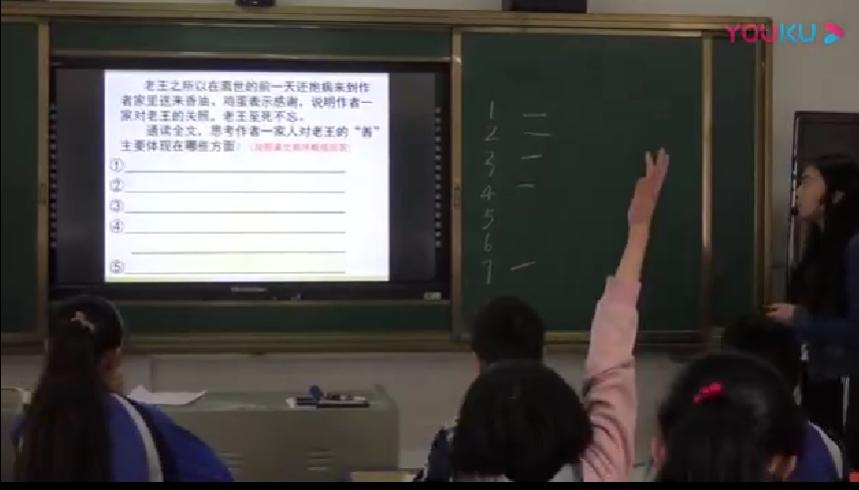 YOUKU
老王之所以在离世的前一天还抱病来到作
者家里送来香油、鸡蛋表示感谢，说明作者一
家对老王的关照，老王至死不忘。
通读全文，思考作者一家人对老王的“善”
主要体现在哪些方面：
①
②
③
④
⑤
1 二
2
3 一
4 一
5
6
7 一